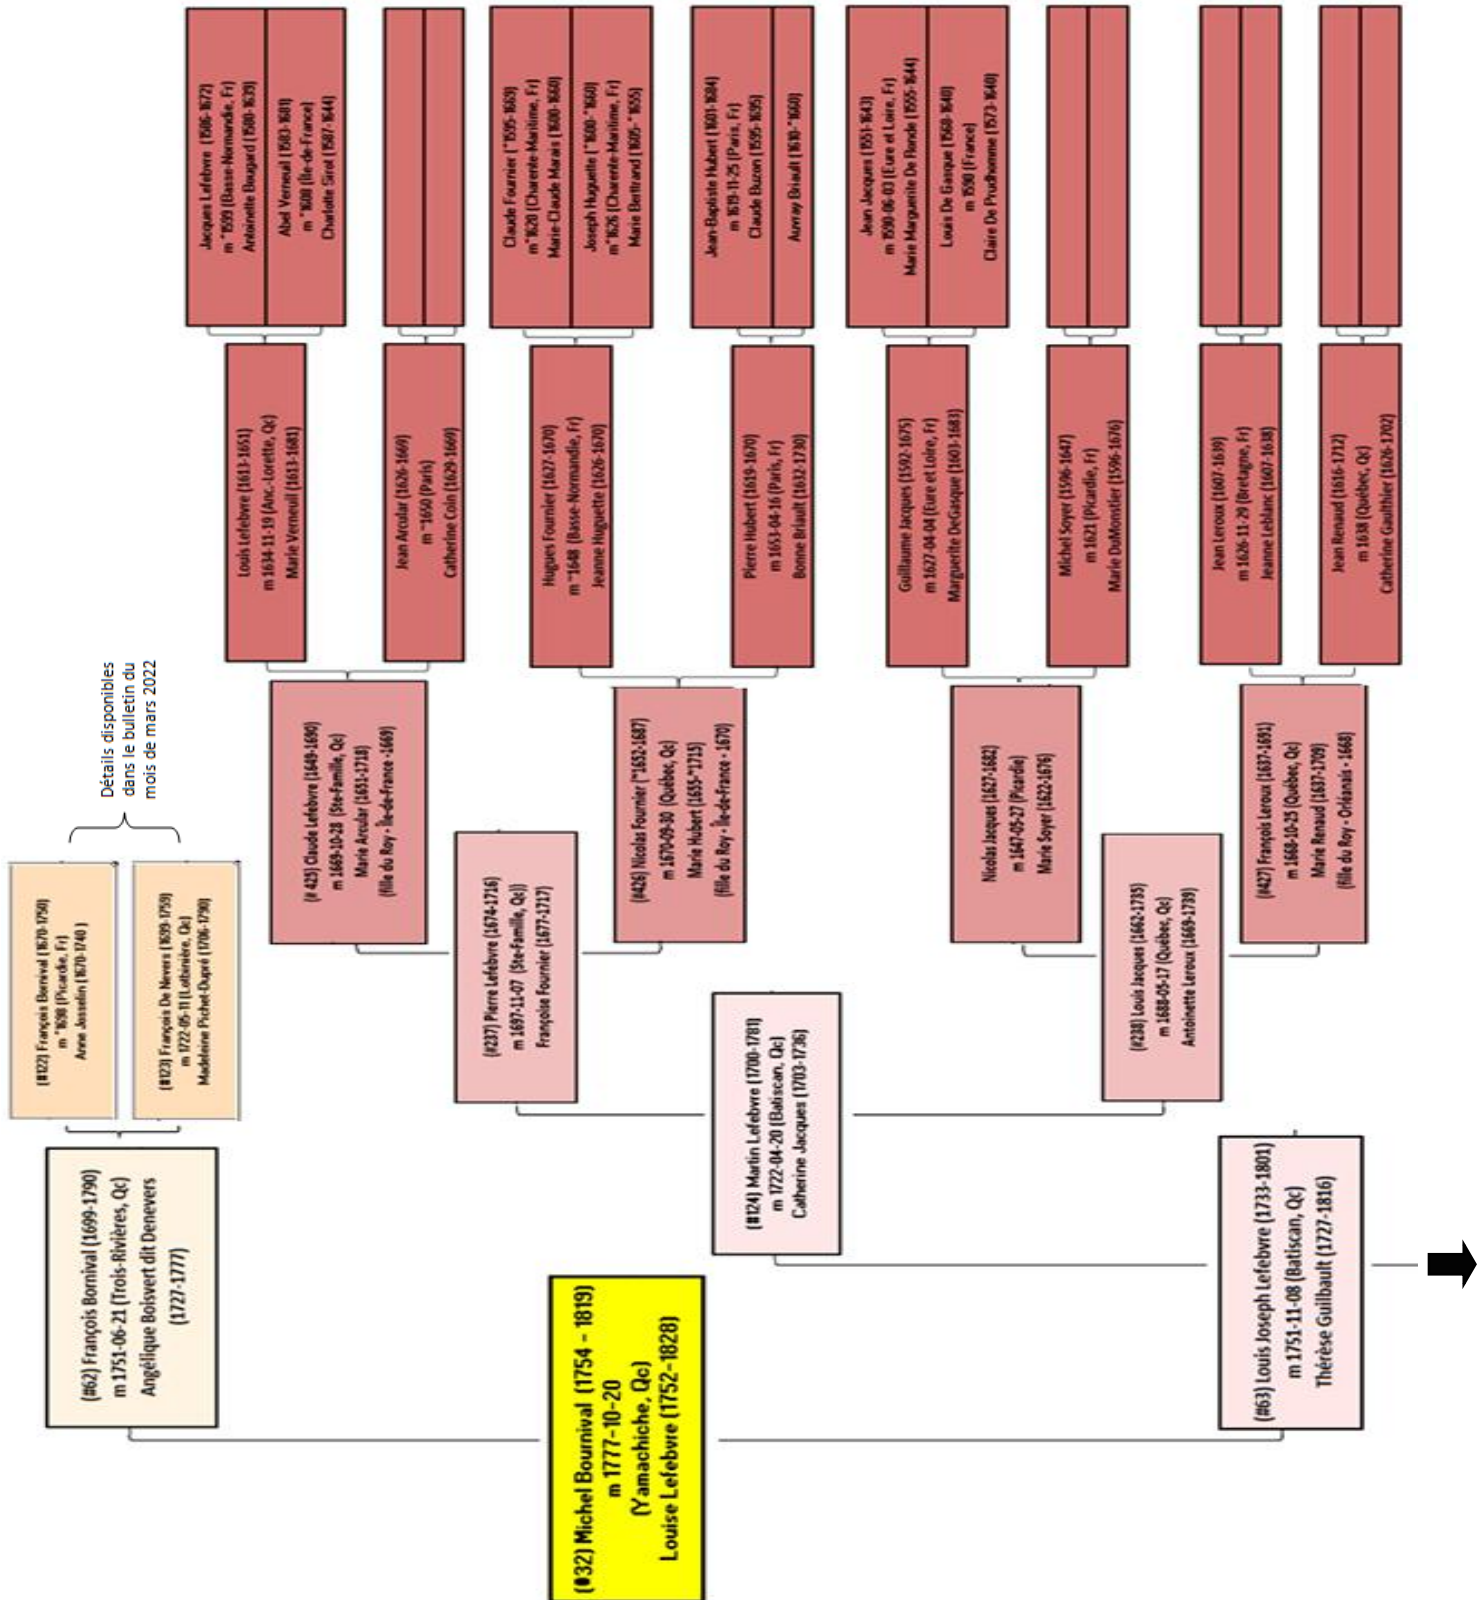 (#32) Michel Bournival (1754 - 1819)
m 1777-10-20
(Yamachiche, Qc)
Louise Lefebvre (1752-1828)
(#62) François Bornival (1699-1790)
m 1751-06-21 (Trois-Rivières, Qc)
Angélique Boisvert dit Denevers
(1727-1777)
(#122) François Bornival (1670-1750)
m ~1698 (Picardie, Fr)
Anne Josselin (1670-1740 )
(#123) François De Nevers (1699-1759)
m 1722-05-11 (Lotbinière, Qc)
Madeleine Pichet-Dupré (1706-1790)
Détails disponibles
dans le bulletin du
mois de mars 2022
(#63) Louis Joseph Lefebvre (1733-1801)
m 1751-11-08 (Batiscan, Qc)
Thérèse Guilbault (1727-1816)
(#124) Martin Lefebvre (1700-1781)
m 1722-04-20 (Batiscan, Qc)
Catherine Jacques (1703-1736)
(#237) Pierre Lefebvre (1674-1716)
m 1697-11-07 (Ste-Famille, Qc))
Françoise Fournier (1677-1717)
(#238) Louis Jacques (1662-1735)
m 1688-05-17 (Québec, Qc)
Antoinette Leroux (1669-1739)
(# 425) Claude Lefebvre (1649-1690)
m 1669-10-28 (Ste-Famille, Qc)
Marie Arcular (1651-1718)
(fille du Roy - Île-de-France -1669)
(#426) Nicolas Fournier (~1652-1687)
m 1670-09-30 (Québec, Qc)
Marie Hubert (1655-~1715)
(fille du Roy - Île-de-France - 1670)
Nicolas Jacques (1627-1682)
m 1647-05-27 (Picardie)
Marie Soyer (1622-1676)
(#427) François Leroux (1637-1691)
m 1668-10-25 (Québec, Qc)
Marie Renaud (1637-1709)
(fille du Roy - Orléanais - 1668)
Louis Lefebvre (1613-1651)
m 1634-11-19 (Anc.-Lorette, Qc)
Marie Verneuil (1613-1681)
Jean Arcular (1626-1669)
m ~1650 (Paris)
Catherine Coin (1629-1669)
Hugues Fournier (1627-1670)
m ~1648 (Basse-Normandie, Fr)
Jeanne Huguette (1626-1670)
Pierre Hubert (1619-1670)
m 1653-04-16 (Paris, Fr)
Bonne Briault (1632-1730)
Guillaume Jacques (1592-1675)
m 1627-04-04 (Eure et Loire, Fr)
Marguerite DeGasque (1603-1683)
Michel Soyer (1596-1647)
m 1621 (Picardie, Fr)
Marie DuMonstier (1596-1676)
Jean Leroux (1607-1639)
m 1626-11-29 (Bretagne, Fr)
Jeanne Leblanc (1607-1638)
Jean Renaud (1616-1712)
m 1638 (Québec, Qc)
Catherine Gaulthier (1626-1702)
Jacques Lefebvre (1586-1672)
m ~1599 (Basse-Normandie, Fr)
Antoinette Bougard (1580-1639)
Abel Verneuil (1583-1681)
m ~1608 (Île-de-France)
Charlotte Sirot (1587-1644)
Claude Fournier (~1595-1669)
m ~1620 (Charente-Maritime, Fr)
Marie-Claude Marais (1600-1660)
Joseph Huguette (~1600-~1660)
m ~1626 (Charente-Maritime, Fr)
Marie Bertrand (1605-~1655)
Jean-Baptiste Hubert (1601-1684)
m 1619-11-25 (Paris, Fr)
Claude Buzon (1595-1695)
Auvray Briault (1610-~1660)
Jean Jacques (1551-1643)
m 1590-06-03 (Eure et Loire, Fr)
Marie Marguerite De Ronde (1555-1644)
Louis De Gasque (1568-1640)
m 1590 (France)
Claire De Prudhomme (1573-1640)